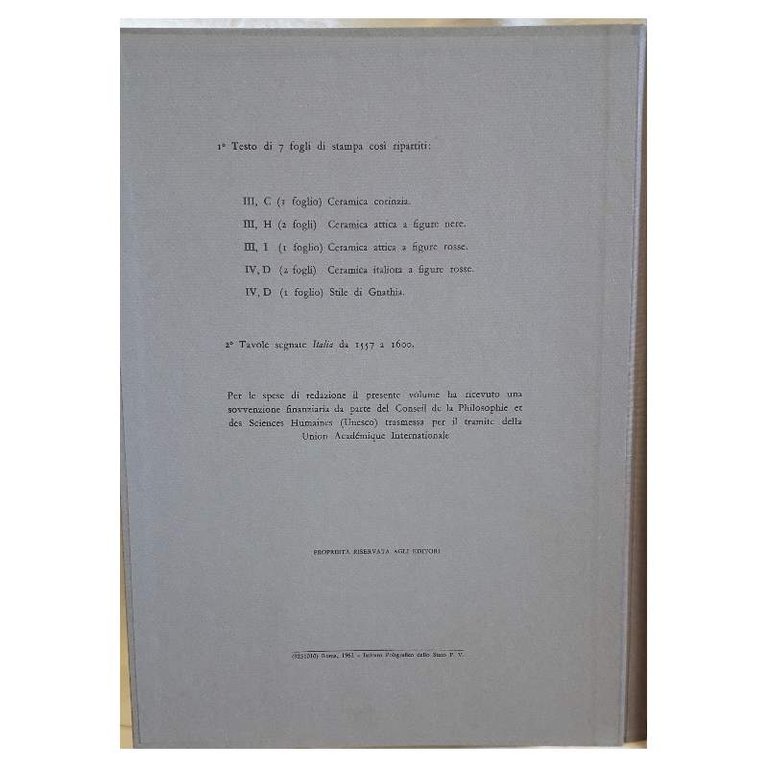 1° Testo di 7 fogli di stampa così ripartiti:
III, C (1 foglio) Ceramica corinzia.
III, H (2 fogli) Ceramica attica a figure nere.
III, I (1 foglio) Ceramica attica a figure rosse.
IV, D (2 fogli) Ceramica italiota a figure rosse.
IV, D (1 foglio) Stile di Gnathia.
2° Tavole segnate Italia da 1557 a 1600.
Per le spese di redazione il presente volume ha ricevuto una
sovvenzione finanziaria da parte del Conseil de la Philosophie et
des Sciences Humaines (Unesco) trasmessa per il tramite della
Union Académique Internationale
PROPRIETÀ RISERVATA AGLI EDITORI
Roma, - Istituto Poligrafico dello Stato P. V.